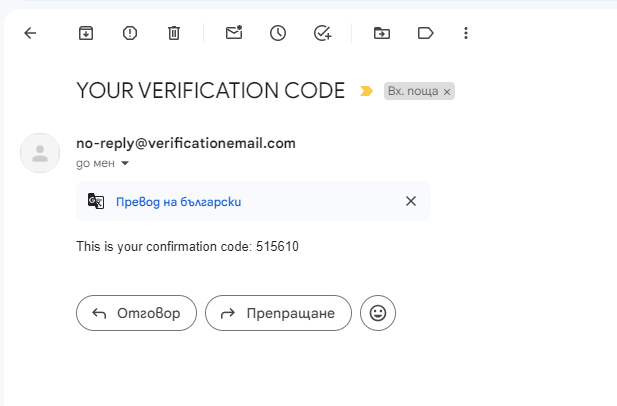 YOUR VERIFICATION CODE Вх. поща ×
no-reply@verificationemail.com
до мен
Превод на български
This is your confirmation code: 515610
Отговор Препращане